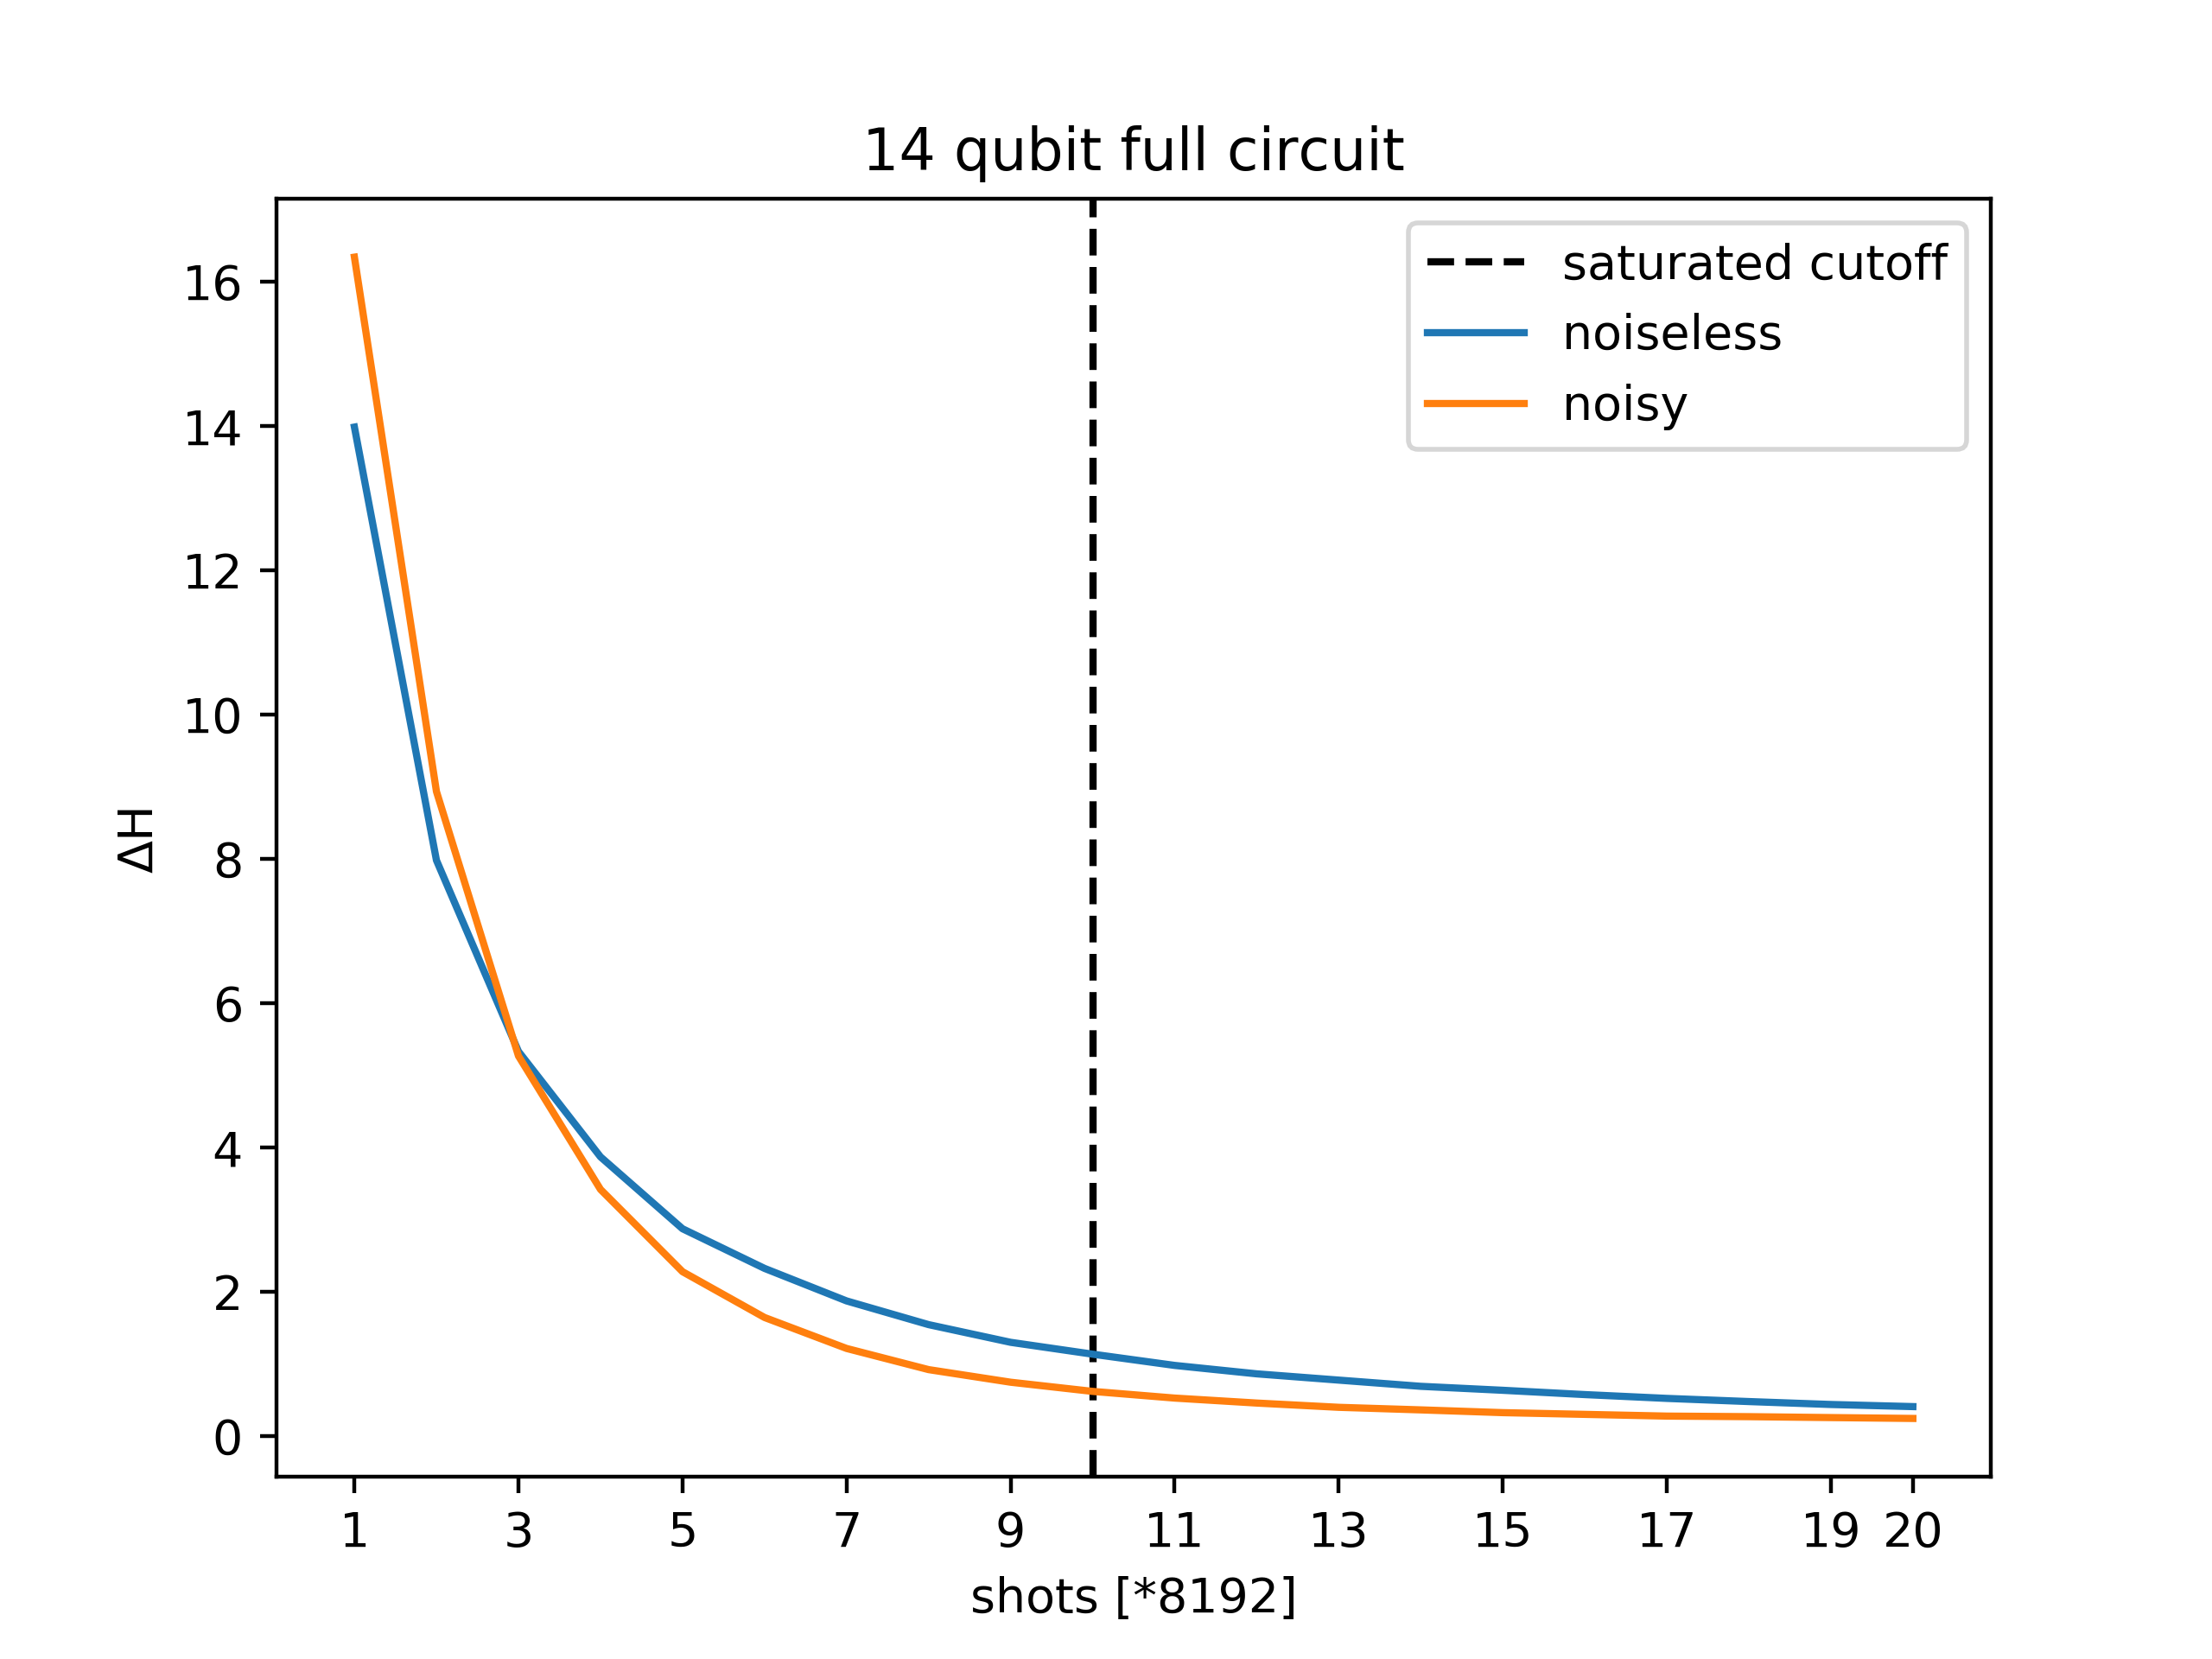 14 qubit full circuit
saturated cutoff
noiseless
noisy
16
14
12
10
8
6
4
2
0
ΔH
1 3 5 7 9 11 13 15 17 19 20
shots [*8192]